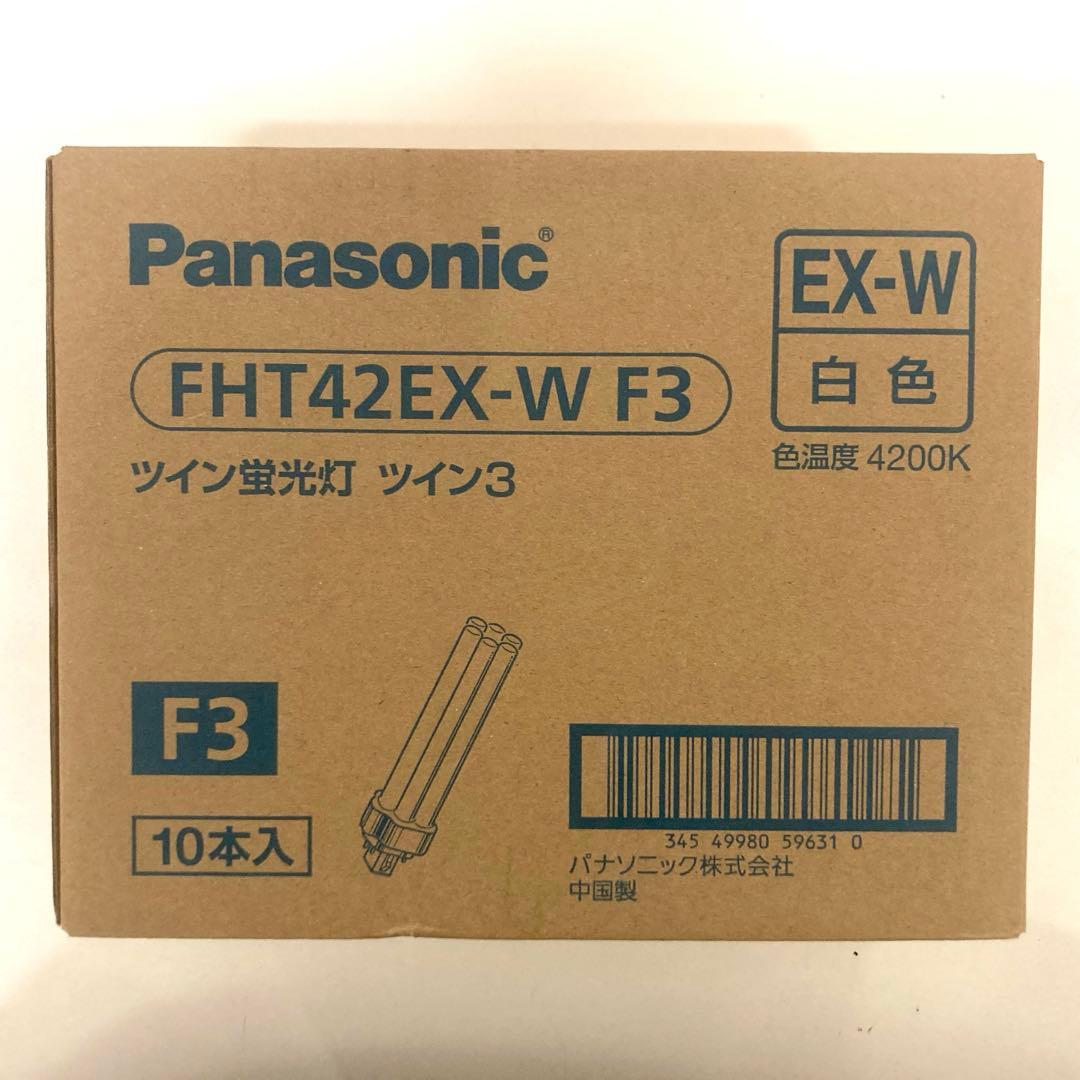 Panasonic®
EX-W
白色
FHT42EX-W F3
色温度 4200K
ツイン蛍光灯 ツイン3
F3
10本入
345 49980 59631 0
パナソニック株式会社
中国製